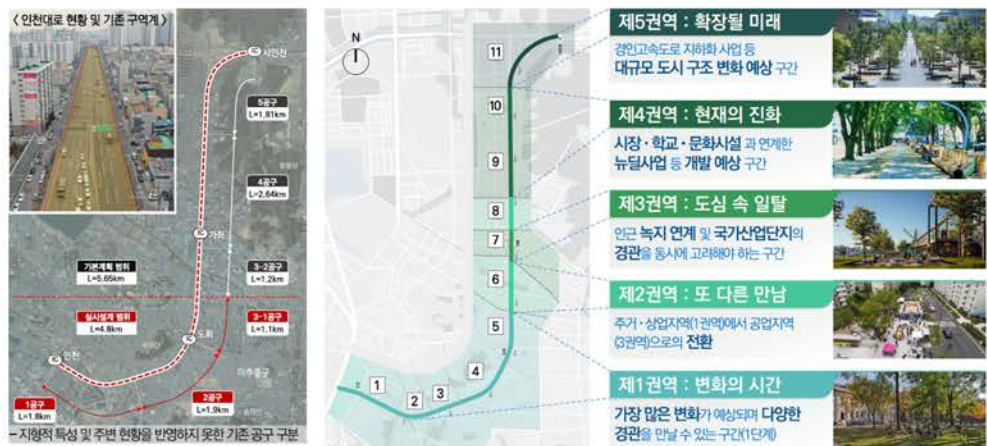 < 인천대로 현황 및 기존 구역계 >
IC 서인천
5공구
L=1.81km
4공구
L=2.64km
IC 가좌
기본계획 범위
L=5.65km
3-2공구
L=1.2km
실시설계 범위
L=4.8km
3-1공구
L=1.1km
IC 도화
IC 인천
미추홀구
1공구
L=1.8km
2공구
L=1.9km
- 지형적 특성 및 주변 현황을 반영하지 못한 기존 공구 구분
N
11
10
9
8
7
6
5
4
3
2
1
제5권역 : 확장될 미래
경인고속도로 지하화 사업 등
대규모 도시 구조 변화 예상 구간
제4권역 : 현재의 진화
시장·학교·문화시설 과 연계한
뉴딜사업 등 개발 예상 구간
제3권역 : 도심 속 일탈
인근 녹지 연계 및 국가산업단지의
경관을 동시에 고려해야 하는 구간
제2권역 : 또 다른 만남
주거·상업지역(1권역)에서 공업지역
(3권역)으로의 전환
제1권역 : 변화의 시간
가장 많은 변화가 예상되며 다양한
경관을 만날 수 있는 구간(1단계)